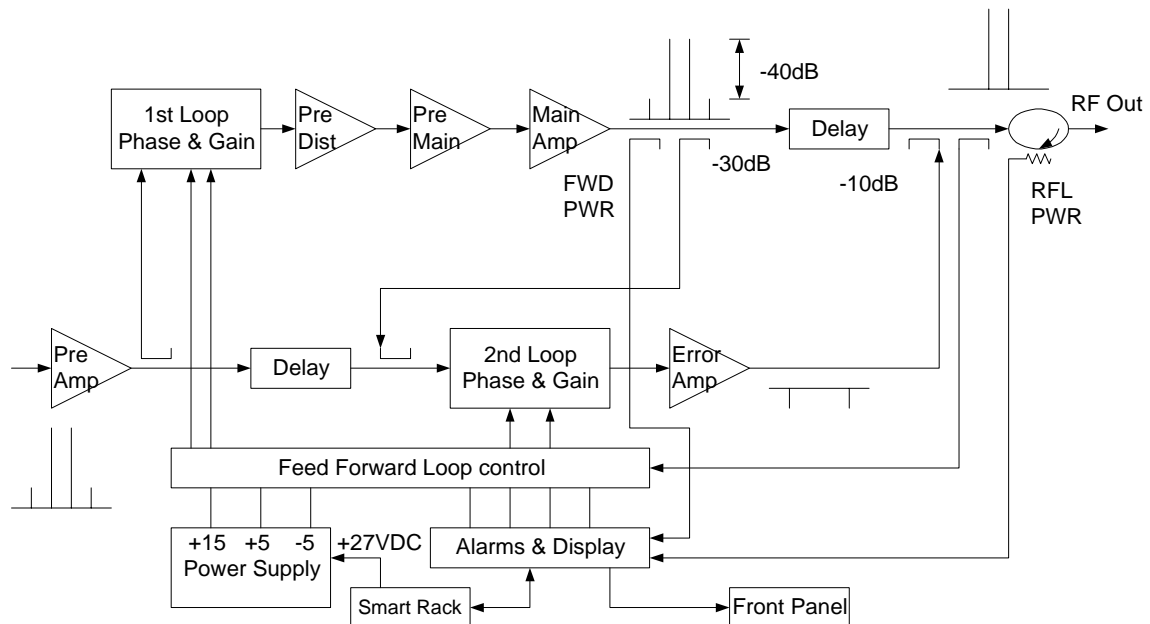 -40dB
1st Loop
Phase & Gain
Pre
Dist
Pre
Main
Main
Amp
Delay
RF Out
-30dB
-10dB
FWD
PWR
RFL
PWR
Pre
Amp
Delay
2nd Loop
Phase & Gain
Error
Amp
Feed Forward Loop control
+15 +5 -5
Power Supply
+27VDC
Alarms & Display
Smart Rack
Front Panel